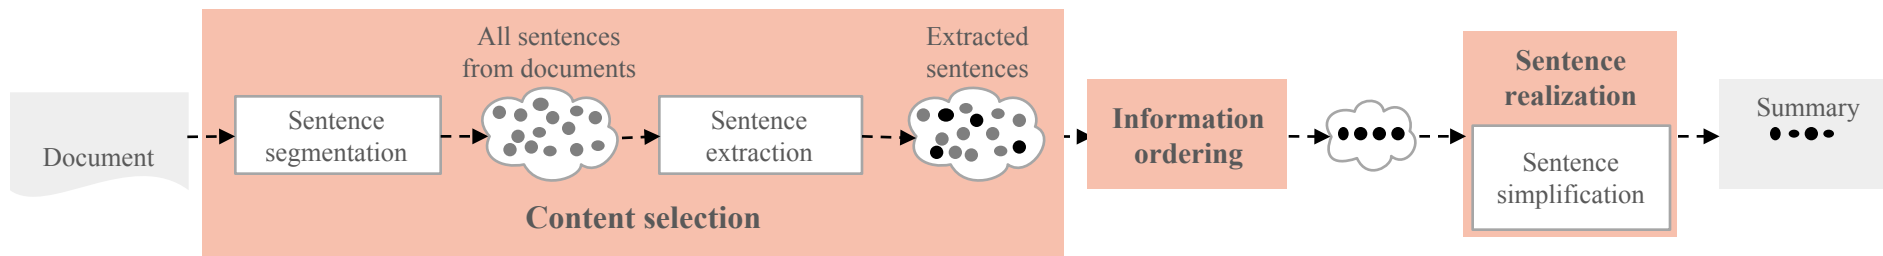 Document
Sentence
segmentation
All sentences
from documents
Sentence
extraction
Extracted
sentences
Content selection
Information
ordering
Sentence
realization
Sentence
simplification
Summary